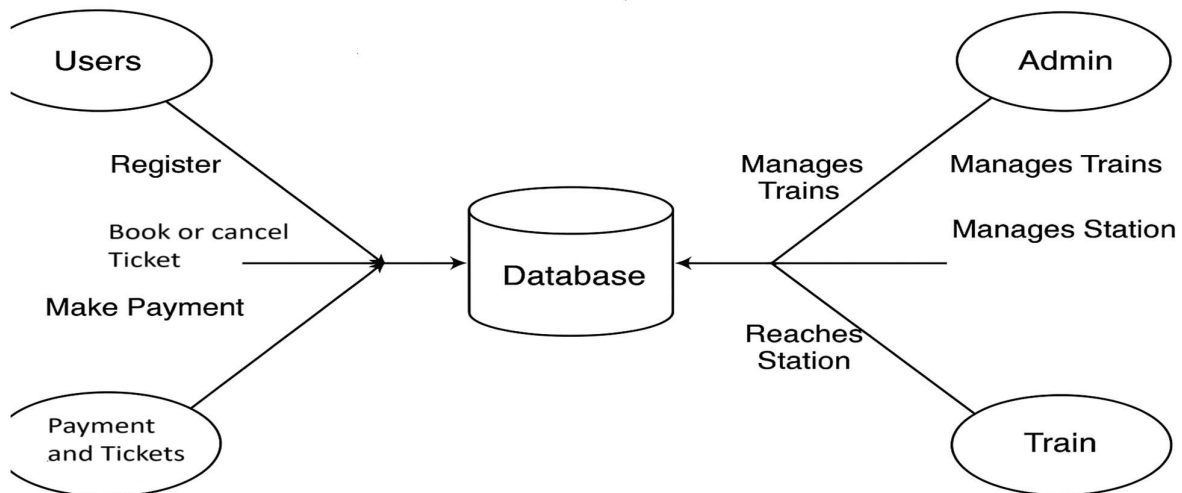 Users
Admin
Register
Manages
Trains
Manages Trains
Book or cancel
Ticket
Manages Station
Database
Make Payment
Reaches
Station
Payment
and Tickets
Train